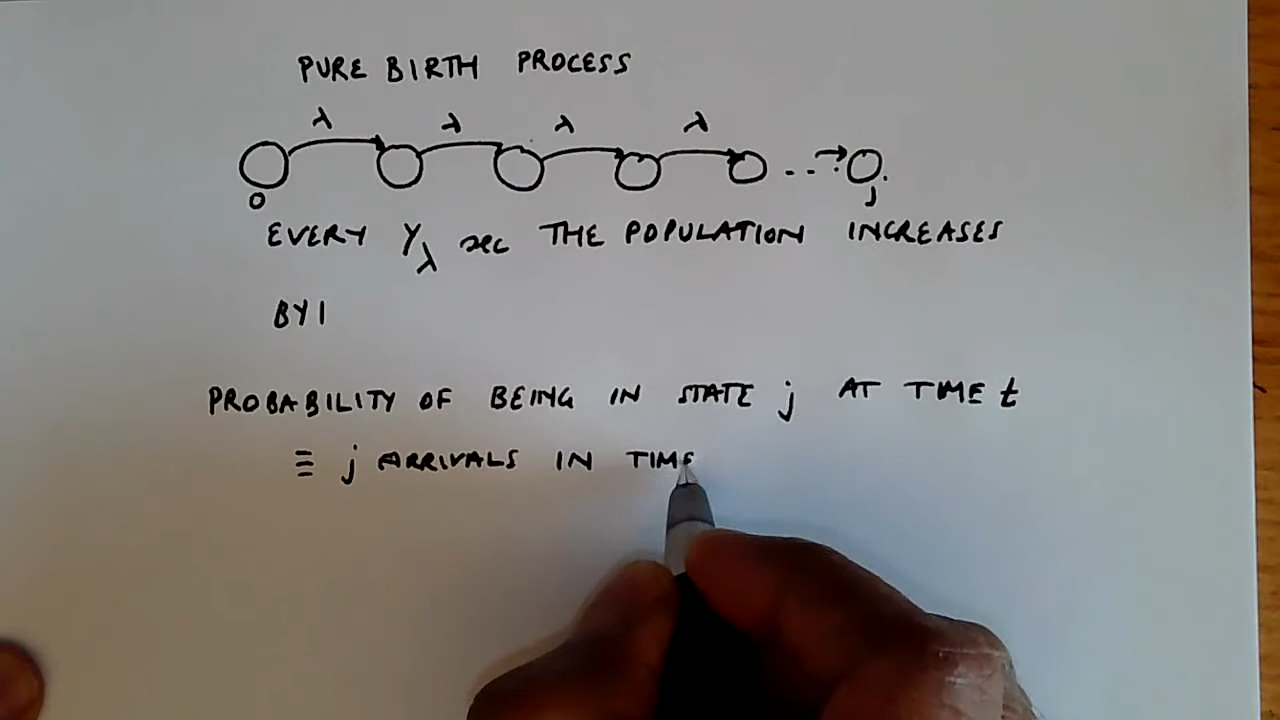 PURE BIRTH PROCESS
λ λ λ λ
0 j
EVERY 1/λ sec THE POPULATION INCREASES
BY 1
PROBABILITY OF BEING IN STATE j AT TIME t
≡ j ARRIVALS IN TIME